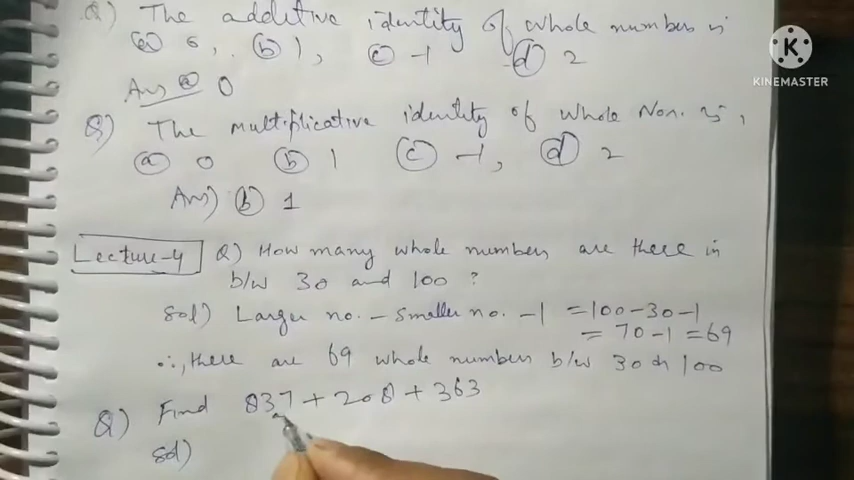 Q) The additive identity of whole numbers is
(a) 0, (b) 1, (c) -1 (d) 2
Ans (a) 0
Q) The multiplicative identity of whole Non. is,
(a) 0 (b) 1 (c) -1, (d) 2
Ans) (b) 1
Lecture-4 Q) How many whole numbers are there in
b/w 30 and 100 ?
Sol) Larger no. - smaller no. -1 = 100-30-1
= 70-1 = 69
∴, there are 69 whole numbers b/w 30 & 100
Q) Find 837 + 208 + 363
Sol)
K
KINEMASTER